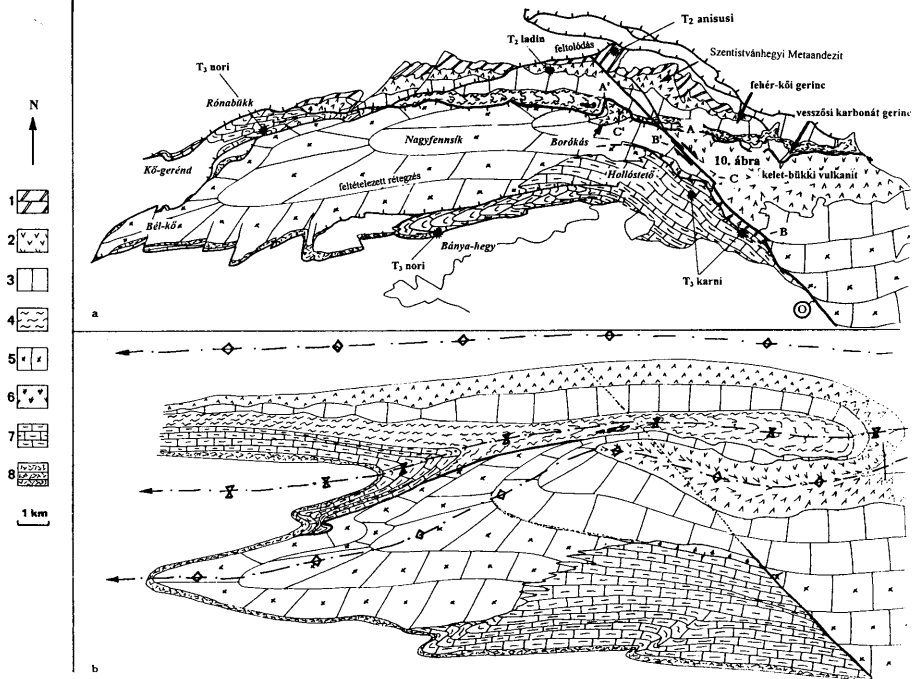 T₂ anisusi
T₂ ladin
feltolódás
Szentistvánhegyi Metaandezit
T₃ nori
Rónabükk
fehér-kői gerinc
vesszősi karbonát gerinc
N
A'
A
Nagyfennsík
Borókás
C'
B'
10. ábra
Kő-gerénd
feltételezett rétegzés
Hollóstető
C
kelet-bükki vulkanit
1
2
Bél-kő
B
Bánya-hegy
3
T₃ nori
T₃ karni
4
O
a
5
6
7
8
1 km
b